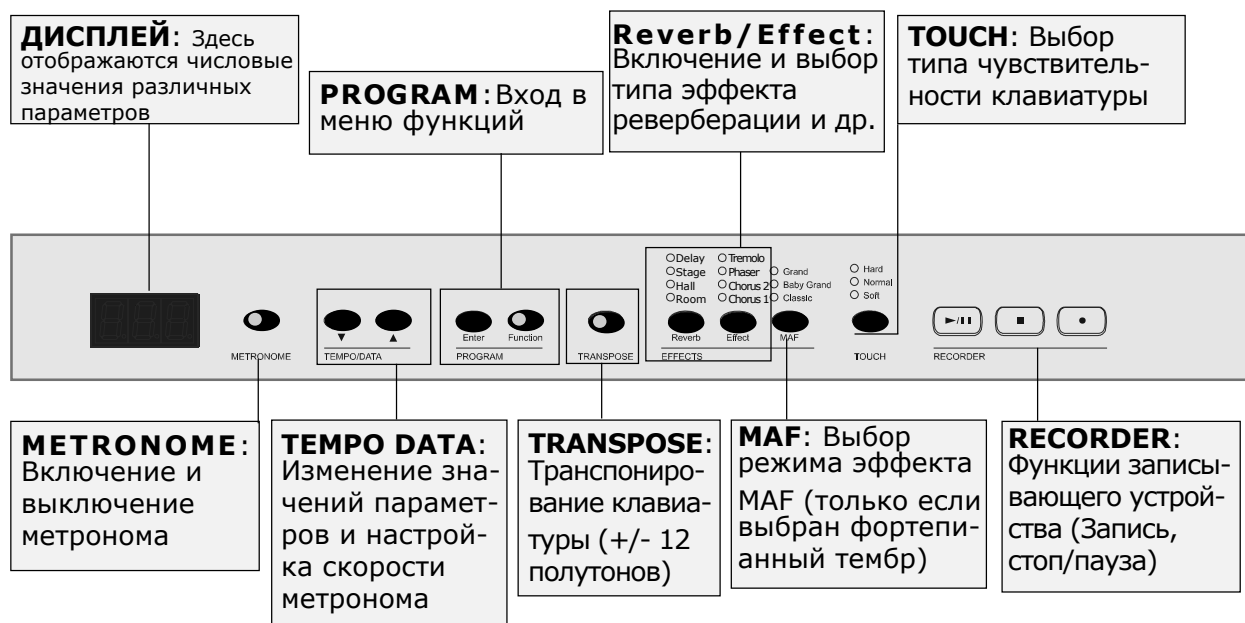 ДИСПЛЕЙ: Здесь
отображаются числовые
значения различных
параметров
PROGRAM: Вход в
меню функций
Reverb/Effect:
Включение и выбор
типа эффекта
реверберации и др.
TOUCH: Выбор
типа чувствитель-
ности клавиатуры
Delay
Stage
Hall
Room
Tremolo
Phaser
Chorus 2
Chorus 1
Grand
Baby Grand
Classic
Hard
Normal
Soft
METRONOME
TEMPO/DATA
Enter
Function
PROGRAM
TRANSPOSE
Reverb
Effect
MAF
EFFECTS
TOUCH
RECORDER
METRONOME:
Включение и
выключение
метронома
TEMPO DATA:
Изменение зна-
чений парамет-
ров и настрой-
ка скорости
метронома
TRANSPOSE:
Транспониро-
вание клавиа-
туры (+/- 12
полутонов)
MAF: Выбор
режима эффекта
MAF (только если
выбран фортепи-
анный тембр)
RECORDER:
Функции записы-
вающего устрой-
ства (Запись,
стоп/пауза)